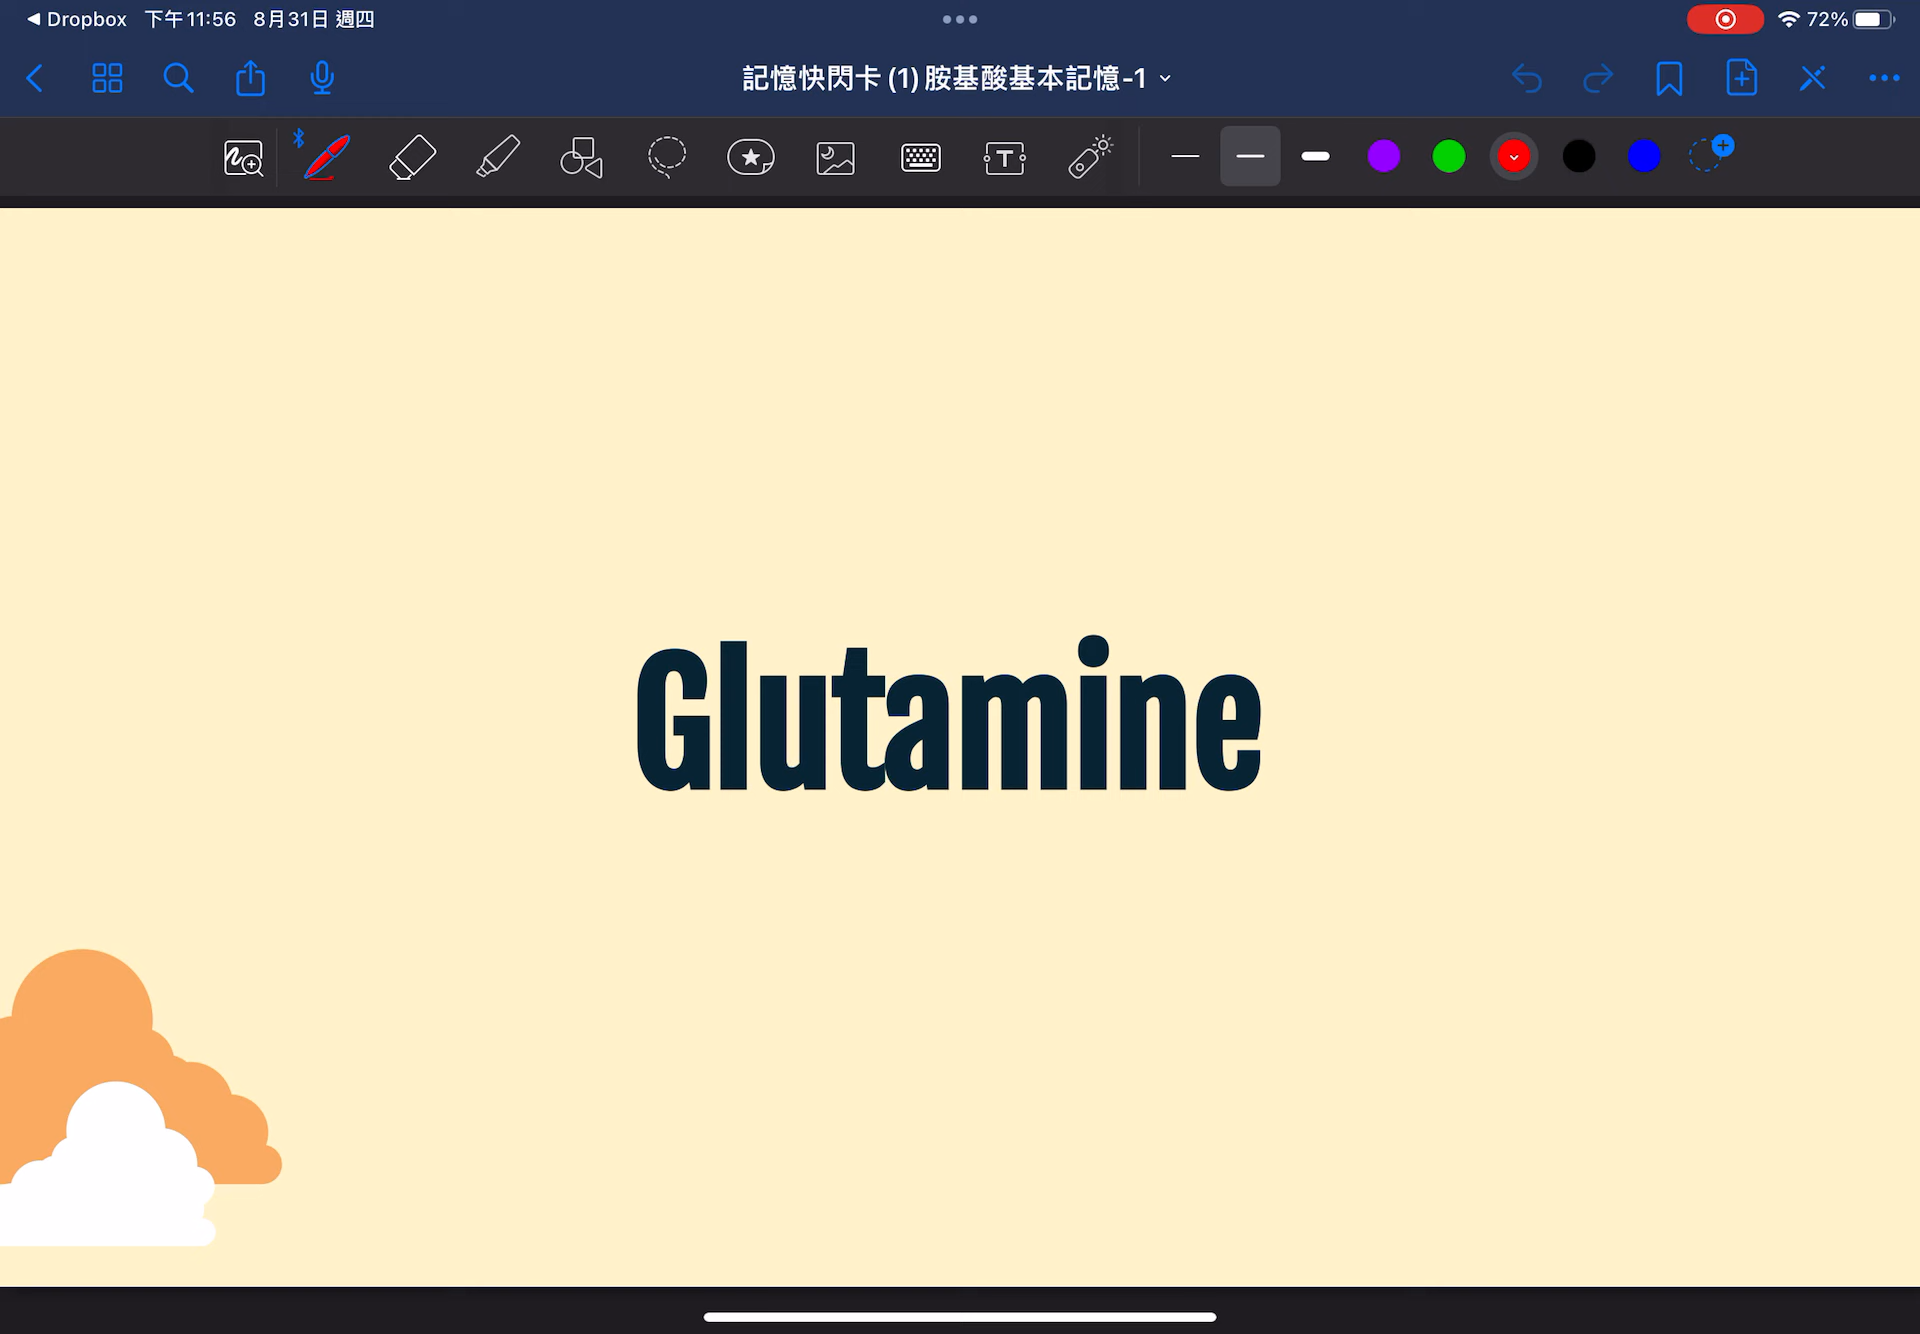 Dropbox 下午11:56 8月31日 週四
72%
記憶快閃卡 (1) 胺基酸基本記憶-1
T
Glutamine